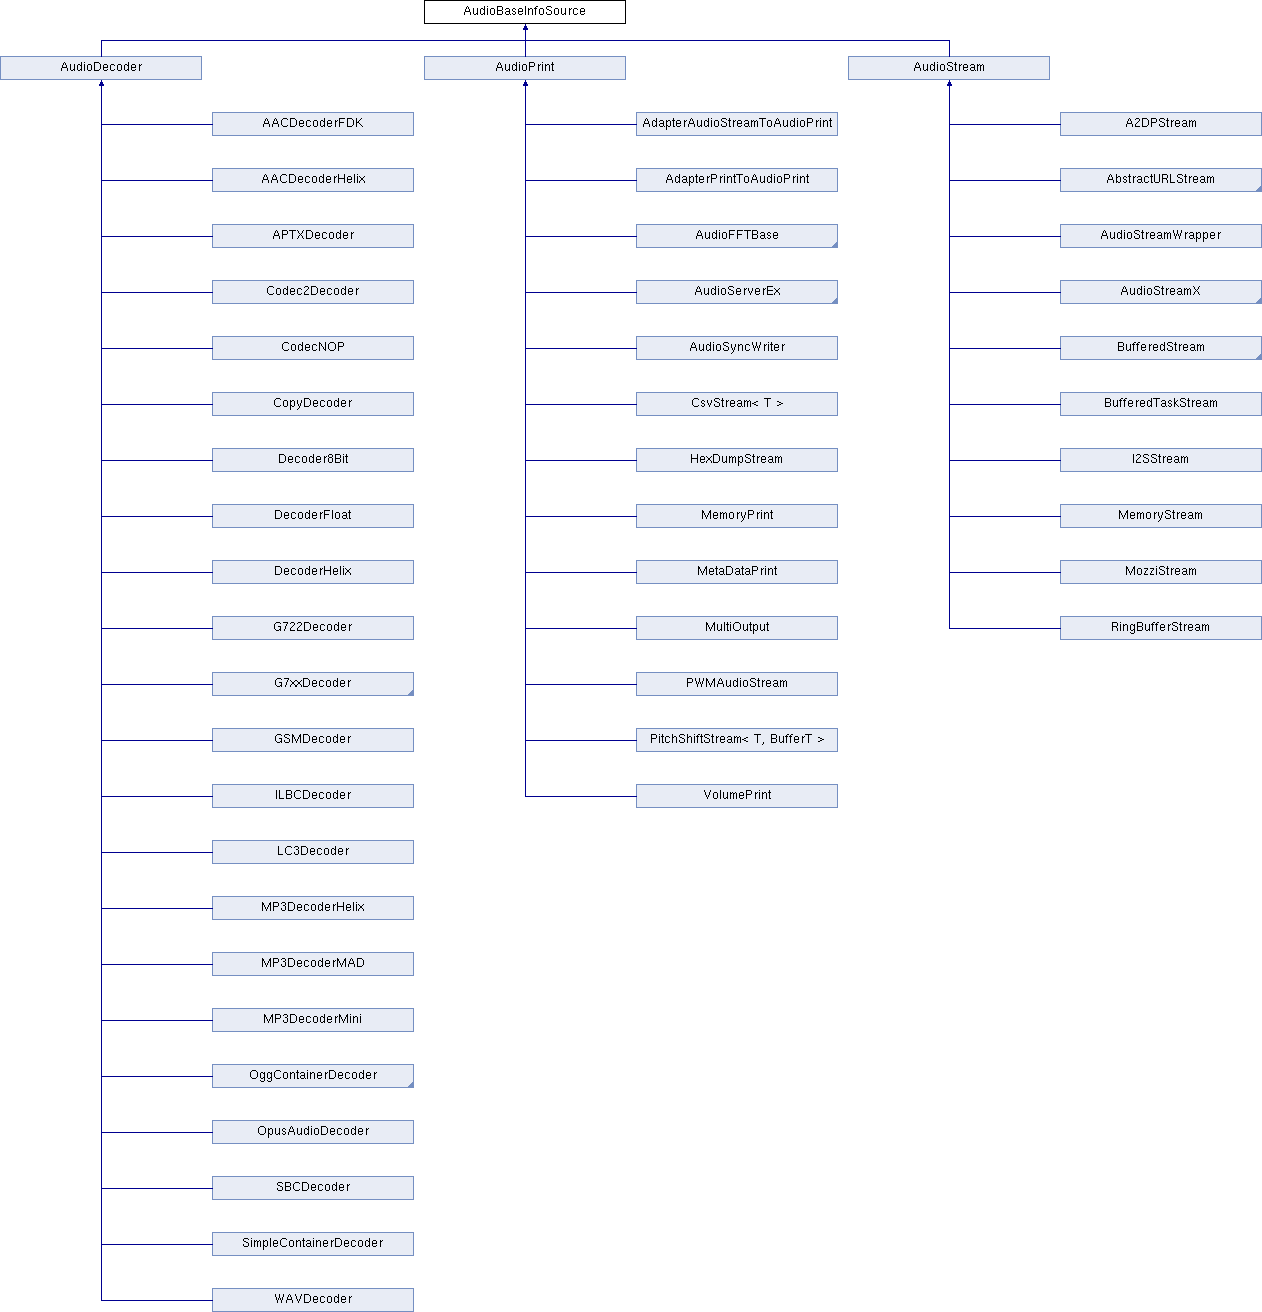 AudioBaseInfoSource
AudioDecoder
AudioPrint
AudioStream
AACDecoderFDK
AdapterAudioStreamToAudioPrint
A2DPStream
AACDecoderHelix
AdapterPrintToAudioPrint
AbstractURLStream
APTXDecoder
AudioFFTBase
AudioStreamWrapper
Codec2Decoder
AudioServerEx
AudioStreamX
CodecNOP
AudioSyncWriter
BufferedStream
CopyDecoder
CsvStream< T >
BufferedTaskStream
Decoder8Bit
HexDumpStream
I2SStream
DecoderFloat
MemoryPrint
MemoryStream
DecoderHelix
MetaDataPrint
MozziStream
G722Decoder
MultiOutput
RingBufferStream
G7xxDecoder
PWMAudioStream
GSMDecoder
PitchShiftStream< T, BufferT >
ILBCDecoder
VolumePrint
LC3Decoder
MP3DecoderHelix
MP3DecoderMAD
MP3DecoderMini
OggContainerDecoder
OpusAudioDecoder
SBCDecoder
SimpleContainerDecoder
WAVDecoder